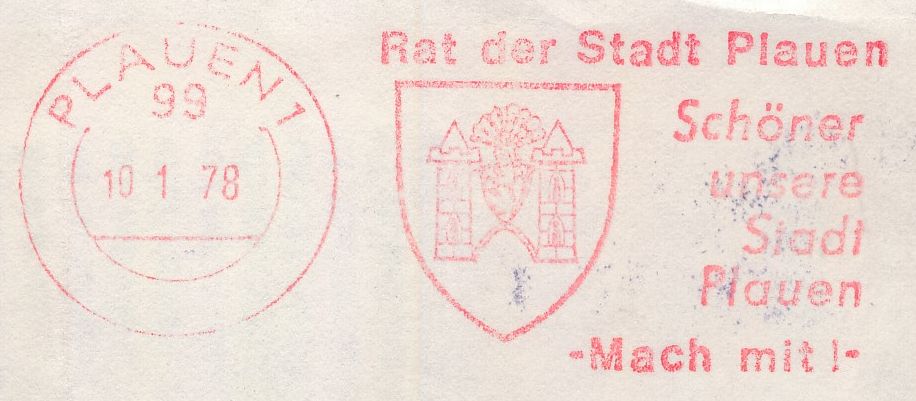 PLAUEN 1
99
10 1 78
Rat der Stadt Plauen
Schöner
unsere
Stadt
Plauen
-Mach mit!-